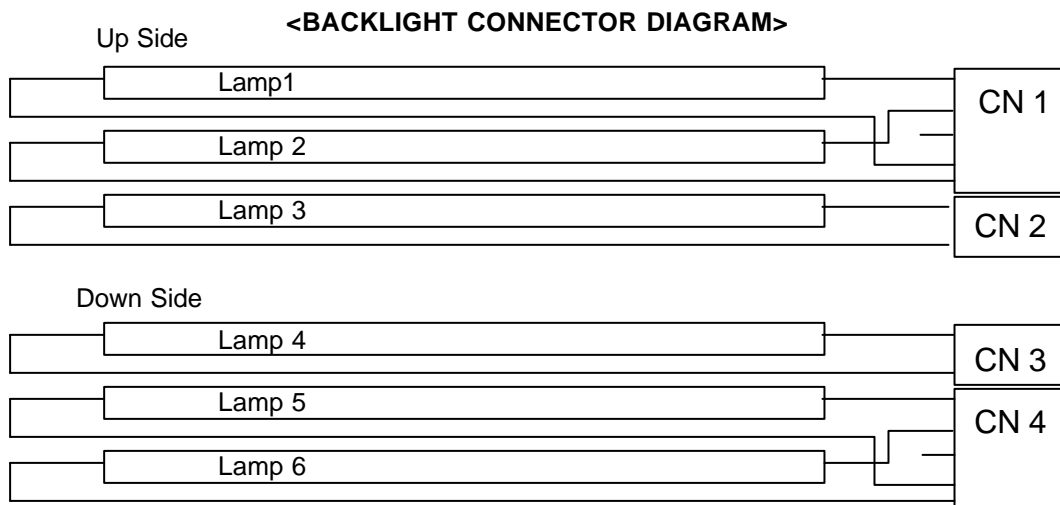 <BACKLIGHT CONNECTOR DIAGRAM>
Up Side
Lamp1
CN 1
Lamp 2
Lamp 3
CN 2
Down Side
Lamp 4
CN 3
Lamp 5
CN 4
Lamp 6